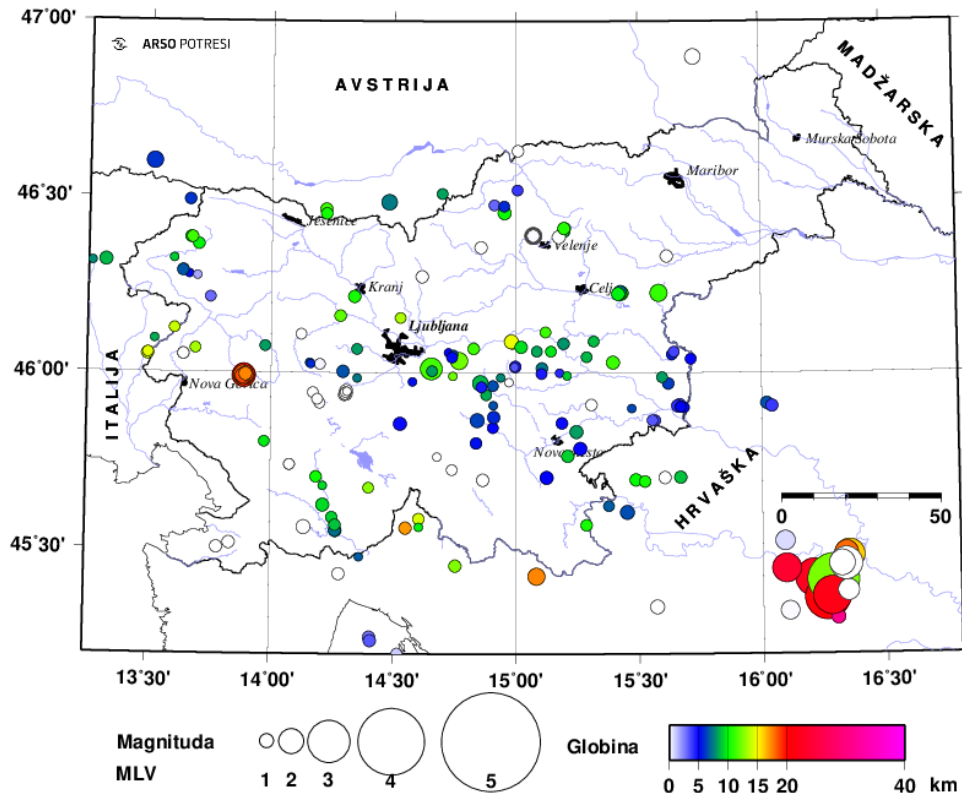 47°00'
ARSO POTRESI
AVSTRIJA
MADŽARSKA
Murska Sobota
46°30'
Maribor
Jesenice
Velenje
Kranj
Celje
Ljubljana
46°00'
Nova Gorica
ITALIJA
Novo mesto
HRVAŠKA
0 50
45°30'
13°30' 14°00' 14°30' 15°00' 15°30' 16°00' 16°30'
Magnituda
MLV
1 2 3 4 5
Globina
0 5 10 15 20 40 km